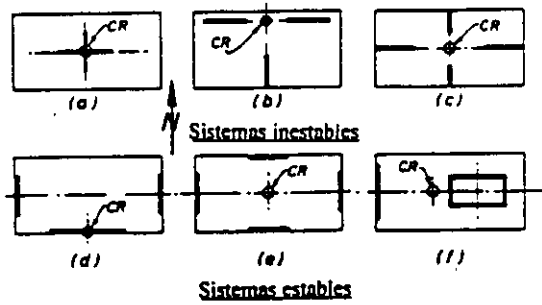 CR CR CR
(a) (b) (c)
N
Sistemas inestables
CR CR CR
(d) (e) (f)
Sistemas estables